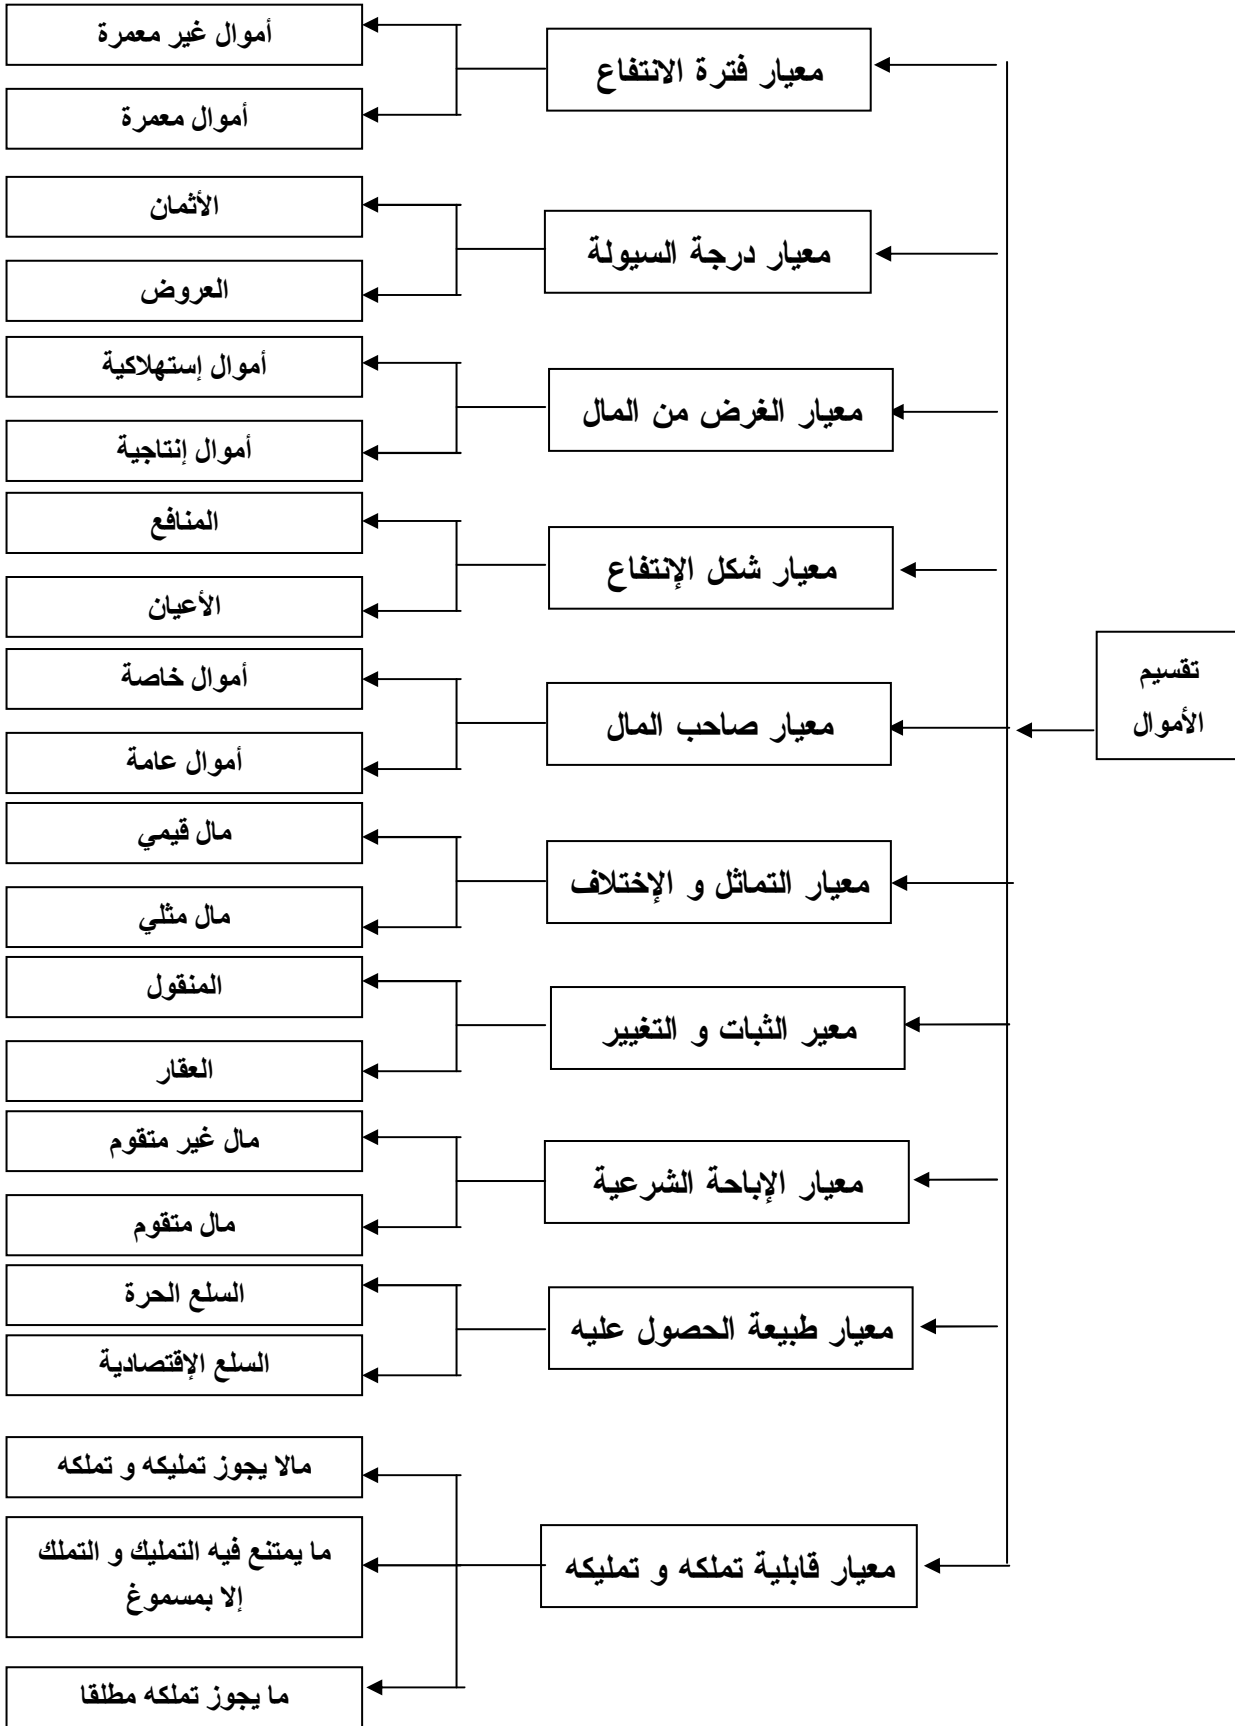 تقسيم
الأموال
معيار فترة الانتفاع
أموال غير معمرة
أموال معمرة
معيار درجة السيولة
الأثمان
العروض
معيار الغرض من المال
أموال إستهلاكية
أموال إنتاجية
معيار شكل الإنتفاع
المنافع
الأعيان
معيار صاحب المال
أموال خاصة
أموال عامة
معيار التماثل و الإختلاف
مال قيمي
مال مثلي
معير الثبات و التغيير
المنقول
العقار
معيار الإباحة الشرعية
مال غير متقوم
مال متقوم
معيار طبيعة الحصول عليه
السلع الحرة
السلع الإقتصادية
معيار قابلية تملكه و تمليكه
مالا يجوز تمليكه و تملكه
ما يمتنع فيه التمليك و التملك
إلا بمسموغ
ما يجوز تملكه مطلقا